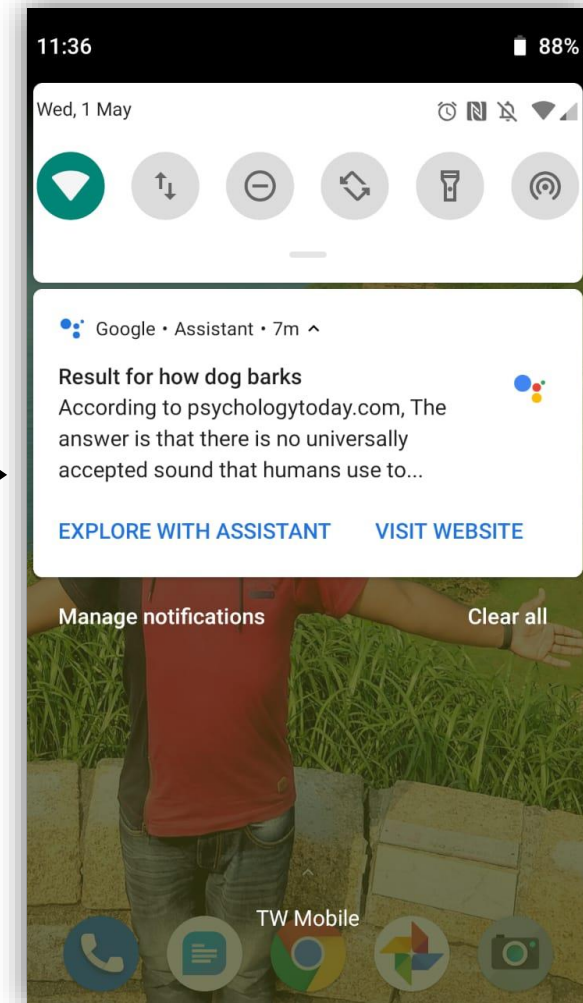 11:36 88%
Wed, 1 May
Google • Assistant • 7m
Result for how dog barks
According to psychologytoday.com, The
answer is that there is no universally
accepted sound that humans use to...
EXPLORE WITH ASSISTANT VISIT WEBSITE
Manage notifications Clear all
TW Mobile